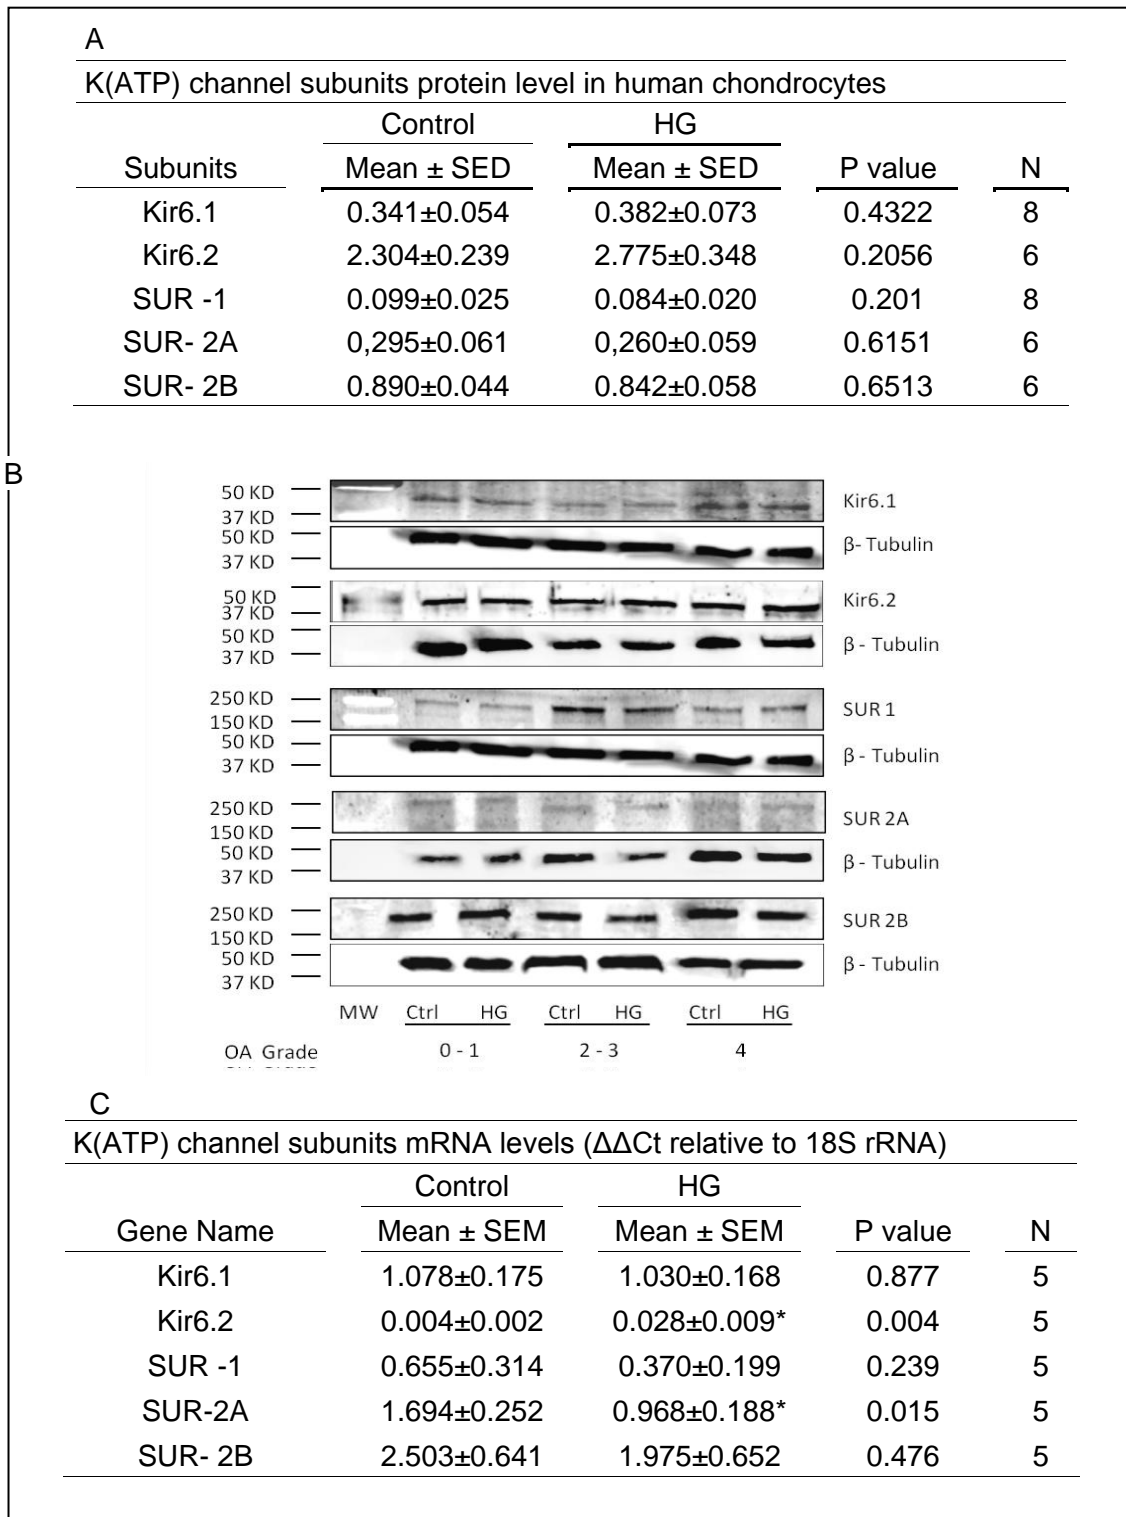 A
K(ATP) channel subunits protein level in human chondrocytes
Control HG
Subunits Mean ± SED Mean ± SED P value N
Kir6.1 0.341±0.054 0.382±0.073 0.4322 8
Kir6.2 2.304±0.239 2.775±0.348 0.2056 6
SUR -1 0.099±0.025 0.084±0.020 0.201 8
SUR- 2A 0,295±0.061 0,260±0.059 0.6151 6
SUR- 2B 0.890±0.044 0.842±0.058 0.6513 6
B
50 KD
Kir6.1
37 KD
50 KD
β- Tubulin
37 KD
50 KD
Kir6.2
37 KD
50 KD
β - Tubulin
37 KD
250 KD
SUR 1
150 KD
50 KD
β - Tubulin
37 KD
250 KD
SUR 2A
150 KD
50 KD
β - Tubulin
37 KD
250 KD
SUR 2B
150 KD
50 KD
β - Tubulin
37 KD
MW Ctrl HG Ctrl HG Ctrl HG
OA Grade 0 - 1 2 - 3 4
C
K(ATP) channel subunits mRNA levels (ΔΔCt relative to 18S rRNA)
Control HG
Gene Name Mean ± SEM Mean ± SEM P value N
Kir6.1 1.078±0.175 1.030±0.168 0.877 5
Kir6.2 0.004±0.002 0.028±0.009* 0.004 5
SUR -1 0.655±0.314 0.370±0.199 0.239 5
SUR-2A 1.694±0.252 0.968±0.188* 0.015 5
SUR- 2B 2.503±0.641 1.975±0.652 0.476 5